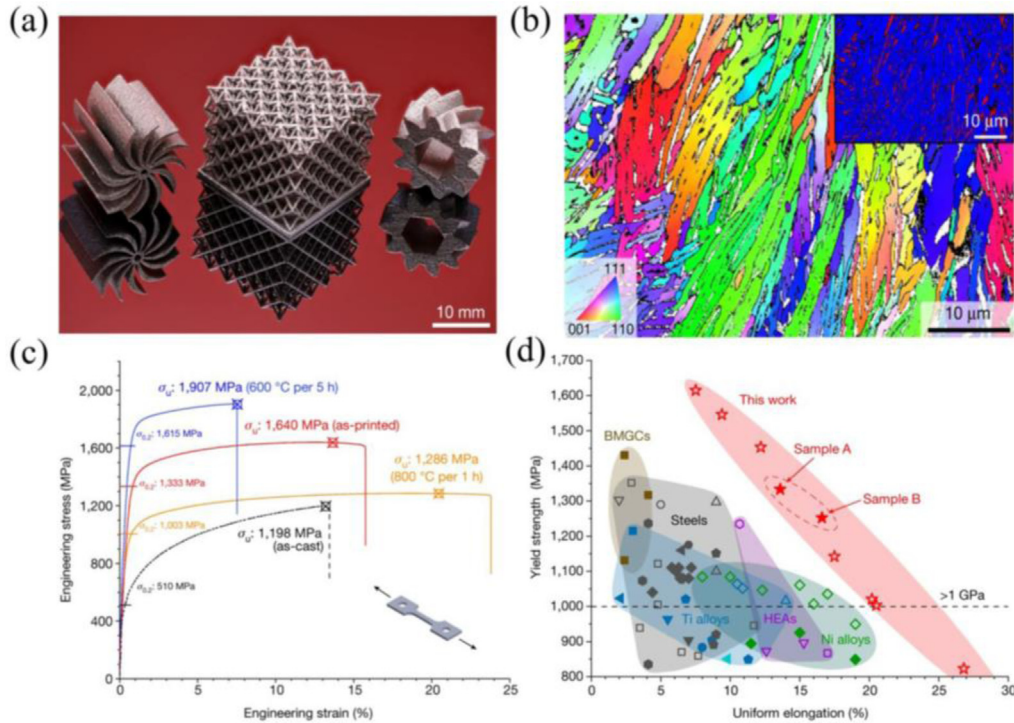 (a)
10 mm
(b)
10 μm
111
001
110
10 μm
(c)
Engineering stress (MPa)
2,000
1,600
1,200
800
400
0
0
5
10
15
20
25
Engineering strain (%)
σu: 1,907 MPa (600 °C per 5 h)
σ0.2: 1,615 MPa
σu: 1,640 MPa (as-printed)
σ0.2: 1,333 MPa
σu: 1,286 MPa
(800 °C per 1 h)
σ0.2: 1,003 MPa
σu: 1,198 MPa
(as-cast)
σ0.2: 510 MPa
(d)
Yield strength (MPa)
1,700
1,600
1,500
1,400
1,300
1,200
1,100
1,000
900
800
0
5
10
15
20
25
30
Uniform elongation (%)
This work
BMGCs
Sample A
Sample B
Steels
>1 GPa
Ti alloys
HEAs
Ni alloys